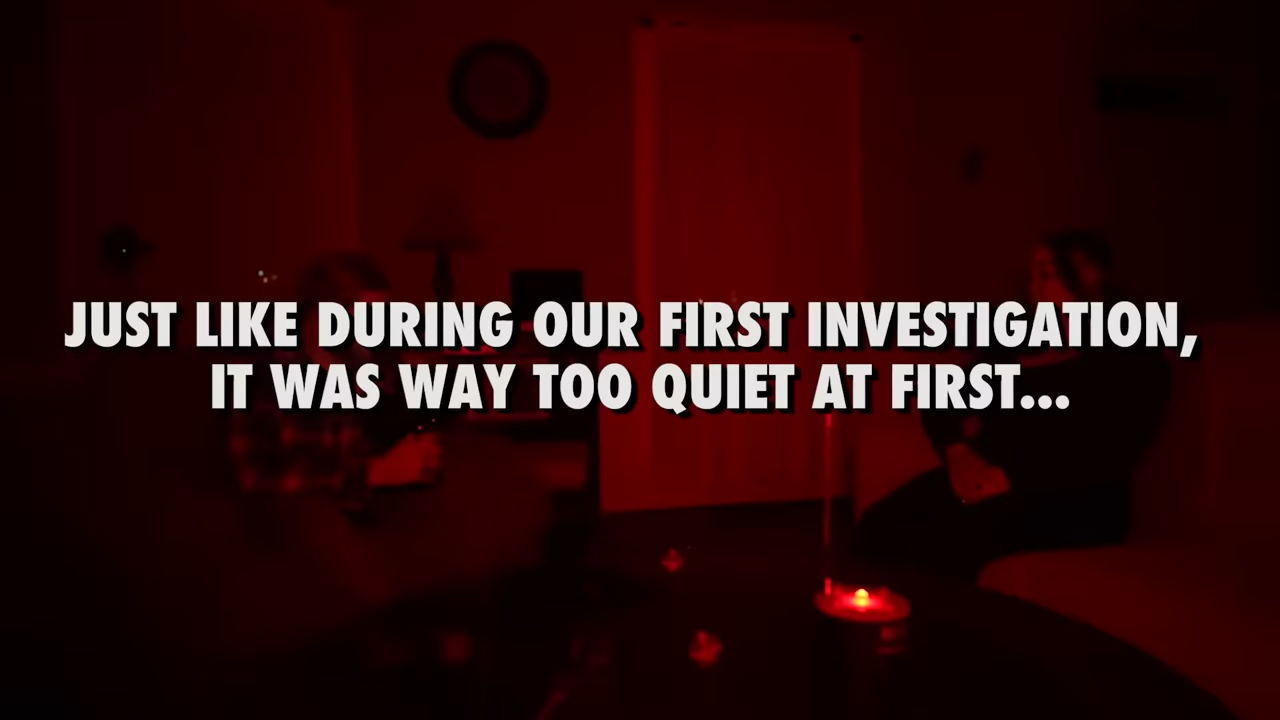 JUST LIKE DURING OUR FIRST INVESTIGATION,
IT WAS WAY TOO QUIET AT FIRST...